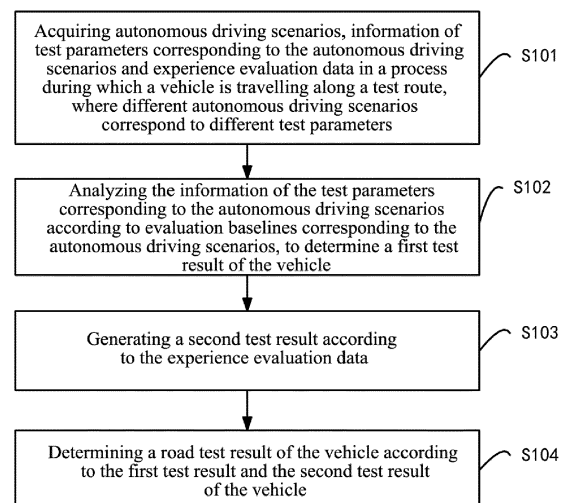 Acquiring autonomous driving scenarios, information of
test parameters corresponding to the autonomous driving
scenarios and experience evaluation data in a process
during which a vehicle is travelling along a test route,
where different autonomous driving scenarios
correspond to different test parameters
S101
Analyzing the information of the test parameters
corresponding to the autonomous driving scenarios
according to evaluation baselines corresponding to the
autonomous driving scenarios, to determine a first test
result of the vehicle
S102
Generating a second test result according
to the experience evaluation data
S103
Determining a road test result of the vehicle according
to the first test result and the second test result
of the vehicle
S104